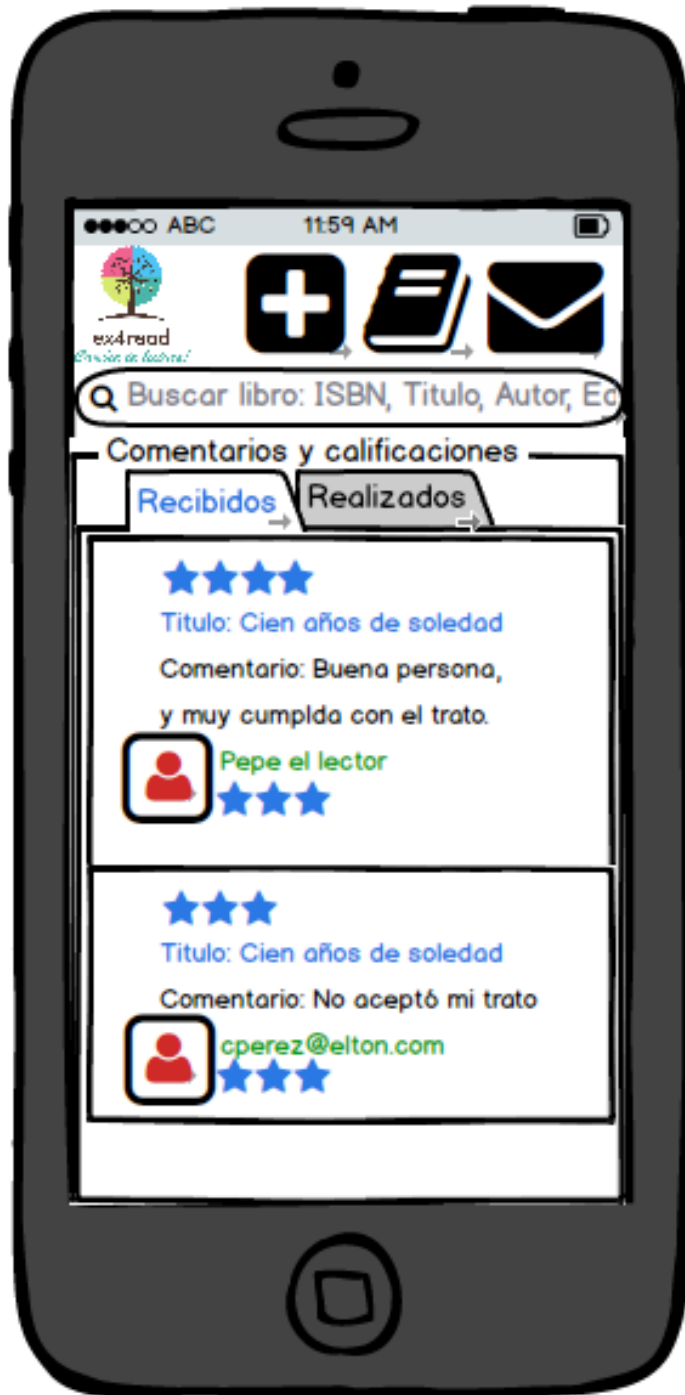 ABC 11:59 AM
ex4read
Buscar libro: ISBN, Titulo, Autor, Ed
Comentarios y calificaciones
Recibidos Realizados
Titulo: Cien años de soledad
Comentario: Buena persona,
y muy cumplda con el trato.
Pepe el lector
Titulo: Cien años de soledad
Comentario: No aceptó mi trato
cperez@elton.com